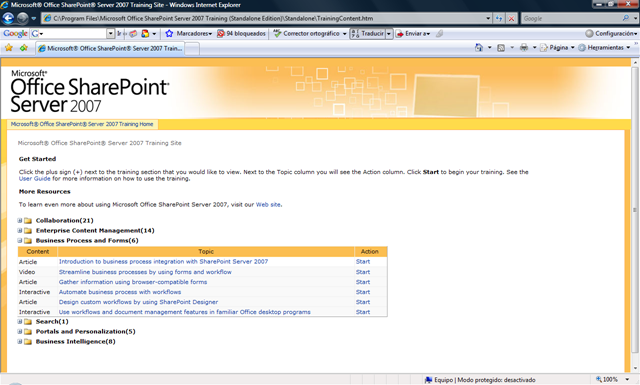 Microsoft® Office SharePoint Server 2007 Training Site - Windows Internet Explorer
C:\Program Files\Microsoft Office SharePoint Server 2007 Training (Standalone Edition)\Standalone\TrainingContent.htm
Google
Ir
Marcadores
94 bloqueados
Corrector ortográfico
Traducir
Enviar a
Configuración
Microsoft® Office SharePoint® Server 2007 Train...
Página
Herramientas
Microsoft®
Office SharePoint®
Server 2007
Microsoft® Office SharePoint® Server 2007 Training Home
Microsoft® Office SharePoint® Server 2007 Training Site
Get Started
Click the plus sign (+) next to the training section that you would like to view. Next to the Topic column you will see the Action column. Click Start to begin your training. See the
User Guide for more information on how to use the training.
More Resources
To learn even more about using Microsoft Office SharePoint Server 2007, visit our Web site.
Collaboration(21)
Enterprise Content Management(14)
Business Process and Forms(6)
Content Topic Action
Article Introduction to business process integration with SharePoint Server 2007 Start
Video Streamline business processes by using forms and workflow Start
Article Gather information using browser-compatible forms Start
Interactive Automate business process with workflows Start
Article Design custom workflows by using SharePoint Designer Start
Interactive Use workflows and document management features in familiar Office desktop programs Start
Search(1)
Portals and Personalization(5)
Business Intelligence(8)
Equipo | Modo protegido: desactivado
100%